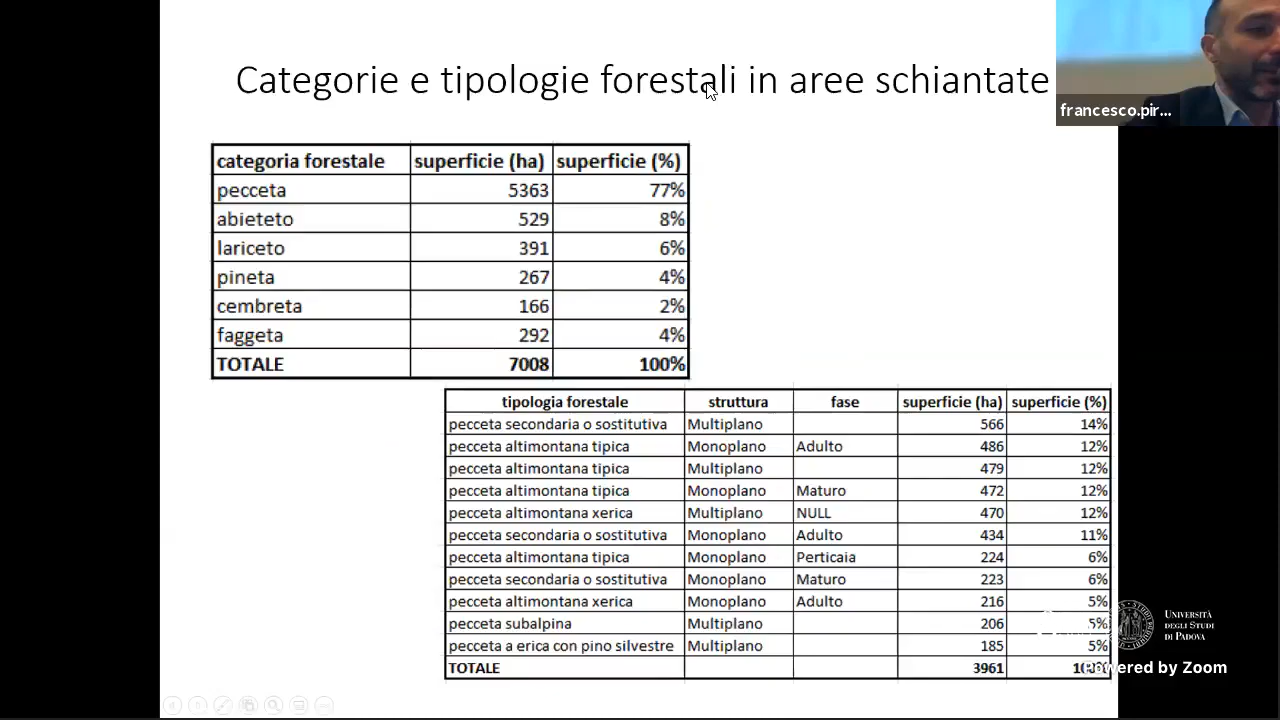 Categorie e tipologie forestali in aree schiantate
francesco.pir...
categoria forestale superficie (ha) superficie (%)
pecceta 5363 77%
abieteto 529 8%
lariceto 391 6%
pineta 267 4%
cembreta 166 2%
faggeta 292 4%
TOTALE 7008 100%
tipologia forestale struttura fase superficie (ha) superficie (%)
pecceta secondaria o sostitutiva Multiplano 566 14%
pecceta altimontana tipica Monoplano Adulto 486 12%
pecceta altimontana tipica Multiplano 479 12%
pecceta altimontana tipica Monoplano Maturo 472 12%
pecceta altimontana xerica Multiplano NULL 470 12%
pecceta secondaria o sostitutiva Monoplano Adulto 434 11%
pecceta altimontana tipica Monoplano Perticaia 224 6%
pecceta secondaria o sostitutiva Monoplano Maturo 223 6%
pecceta altimontana xerica Monoplano Adulto 216 5%
pecceta subalpina Multiplano 206 5%
pecceta a erica con pino silvestre Multiplano 185 5%
TOTALE 3961
UNIVERSITÀ
DEGLI STUDI
DI PADOVA
Powered by Zoom